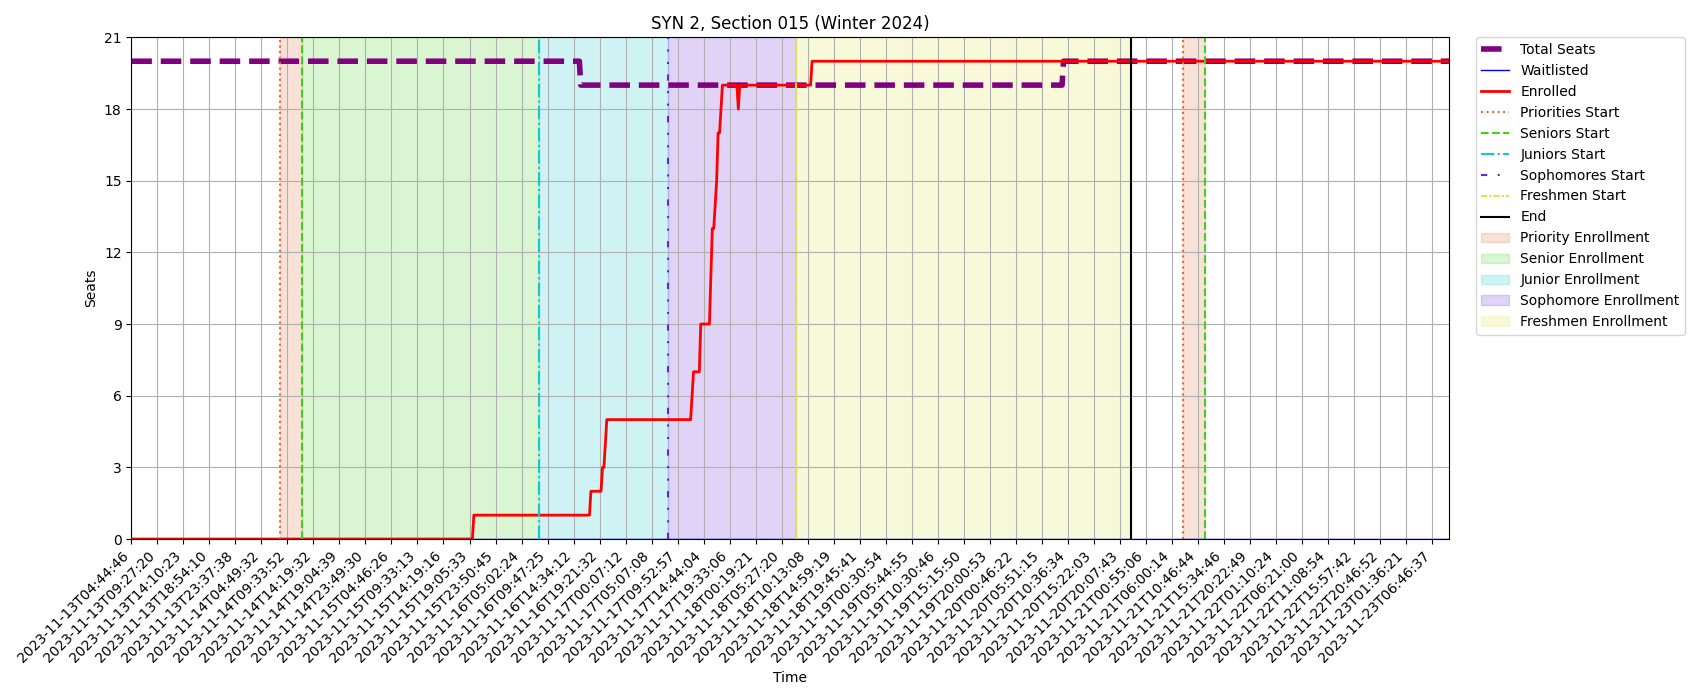 SYN 2, Section 015 (Winter 2024)
Seats
21
18
15
12
9
6
3
0
2023-11-13T04:44:46
2023-11-13T09:27:20
2023-11-13T14:10:23
2023-11-13T18:54:10
2023-11-13T23:37:38
2023-11-14T04:49:32
2023-11-14T09:33:52
2023-11-14T14:19:32
2023-11-14T19:04:39
2023-11-14T23:49:30
2023-11-15T04:46:26
2023-11-15T09:33:13
2023-11-15T14:19:16
2023-11-15T19:05:33
2023-11-15T23:50:45
2023-11-16T05:02:24
2023-11-16T09:47:25
2023-11-16T14:34:12
2023-11-16T19:21:32
2023-11-17T00:07:12
2023-11-17T05:07:08
2023-11-17T09:52:57
2023-11-17T14:44:04
2023-11-17T19:33:06
2023-11-18T00:19:21
2023-11-18T05:27:20
2023-11-18T10:13:08
2023-11-18T14:59:19
2023-11-18T19:45:41
2023-11-19T00:30:54
2023-11-19T05:44:55
2023-11-19T10:30:46
2023-11-19T15:15:50
2023-11-19T20:00:53
2023-11-20T00:46:22
2023-11-20T05:51:15
2023-11-20T10:36:34
2023-11-20T15:22:03
2023-11-20T20:07:43
2023-11-21T00:55:06
2023-11-21T06:00:14
2023-11-21T10:46:44
2023-11-21T15:34:46
2023-11-21T20:22:49
2023-11-22T01:10:24
2023-11-22T06:21:00
2023-11-22T11:08:54
2023-11-22T15:57:42
2023-11-22T20:46:52
2023-11-23T01:36:21
2023-11-23T06:46:37
Time
Total Seats
Waitlisted
Enrolled
Priorities Start
Seniors Start
Juniors Start
Sophomores Start
Freshmen Start
End
Priority Enrollment
Senior Enrollment
Junior Enrollment
Sophomore Enrollment
Freshmen Enrollment